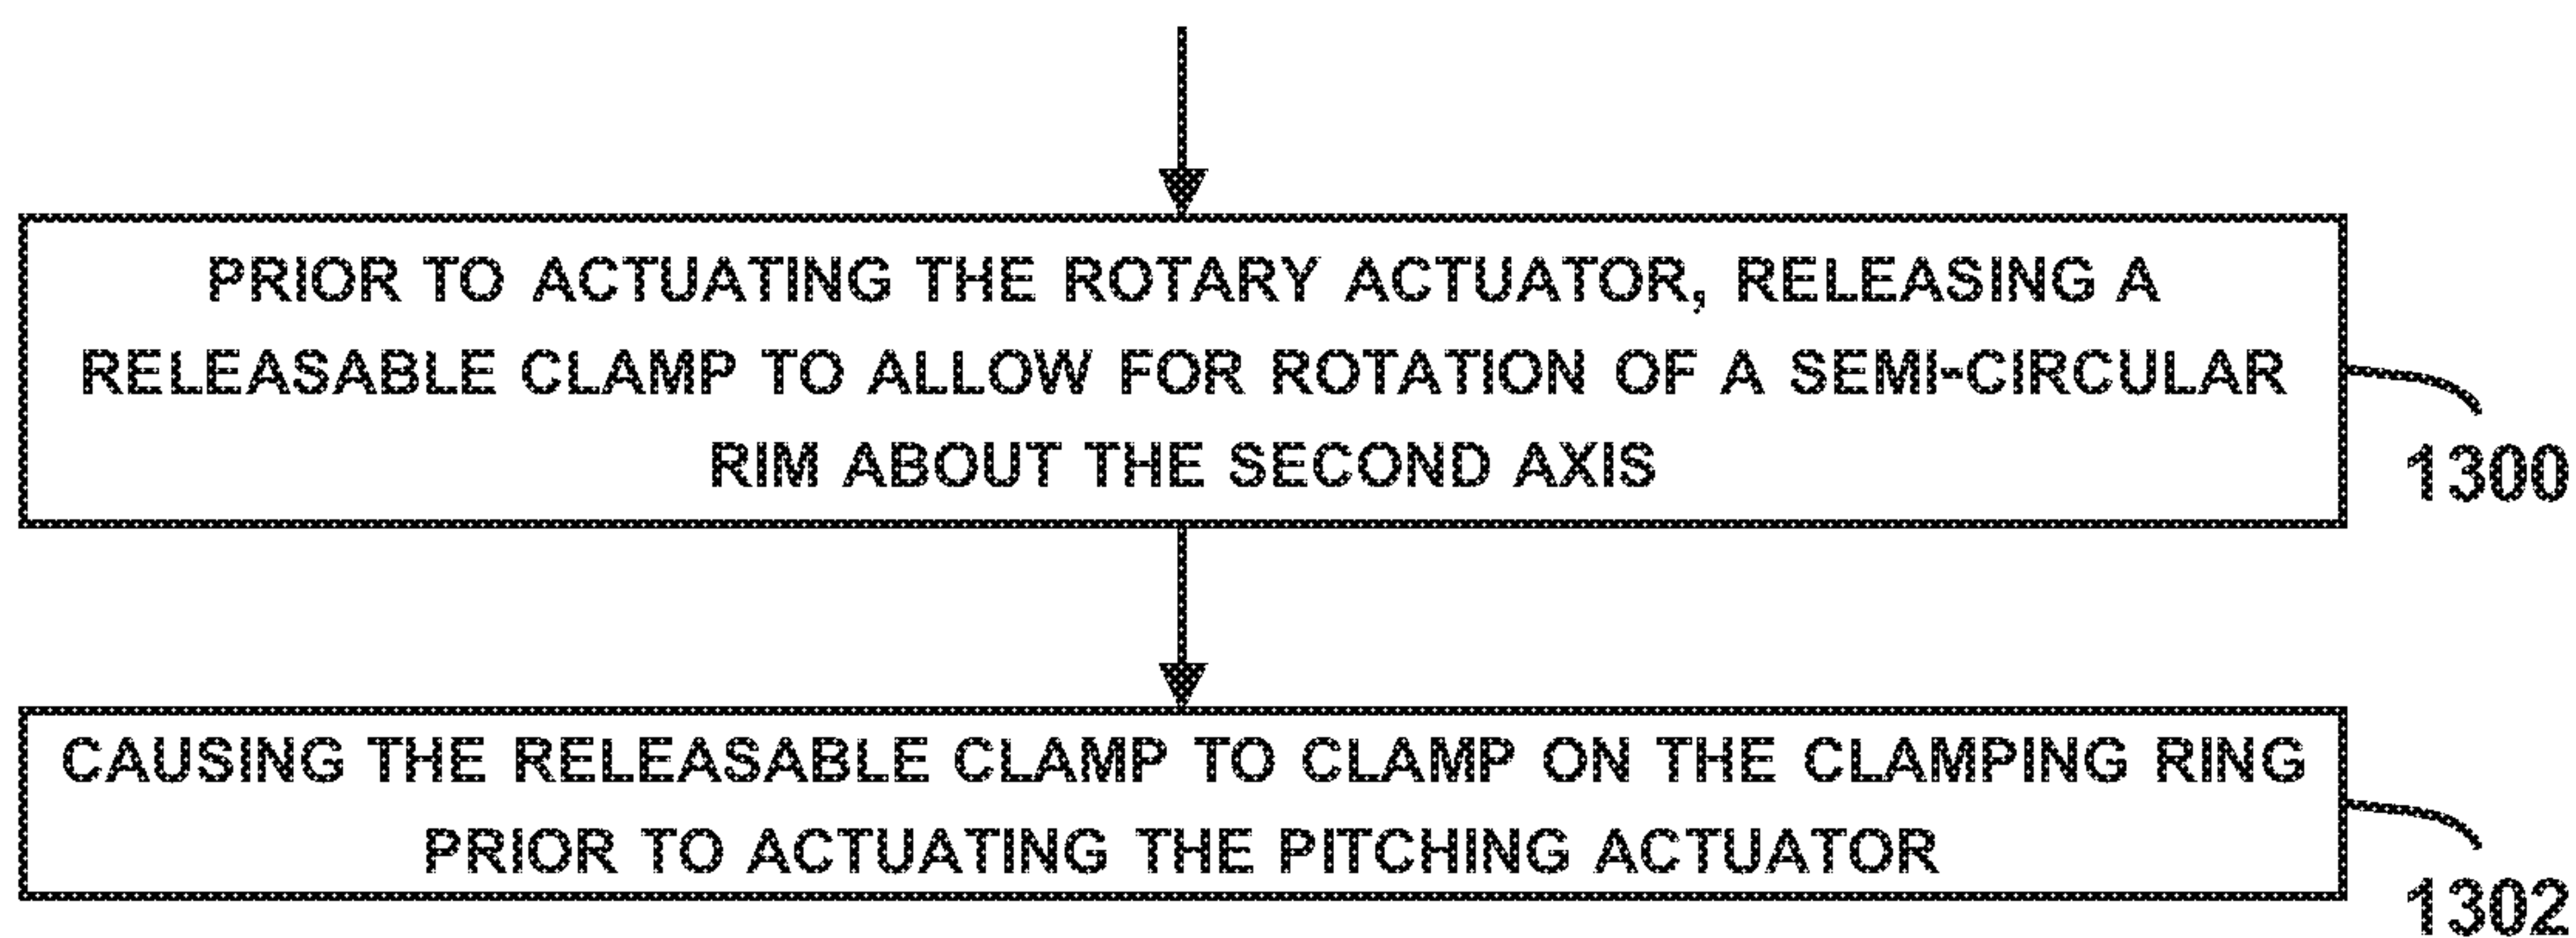 PRIOR TO ACTUATING THE ROTARY ACTUATOR, RELEASING A
RELEASABLE CLAMP TO ALLOW FOR ROTATION OF A SEMI-CIRCULAR
RIM ABOUT THE SECOND AXIS
1300
CAUSING THE RELEASABLE CLAMP TO CLAMP ON THE CLAMPING RING
PRIOR TO ACTUATING THE PITCHING ACTUATOR
1302